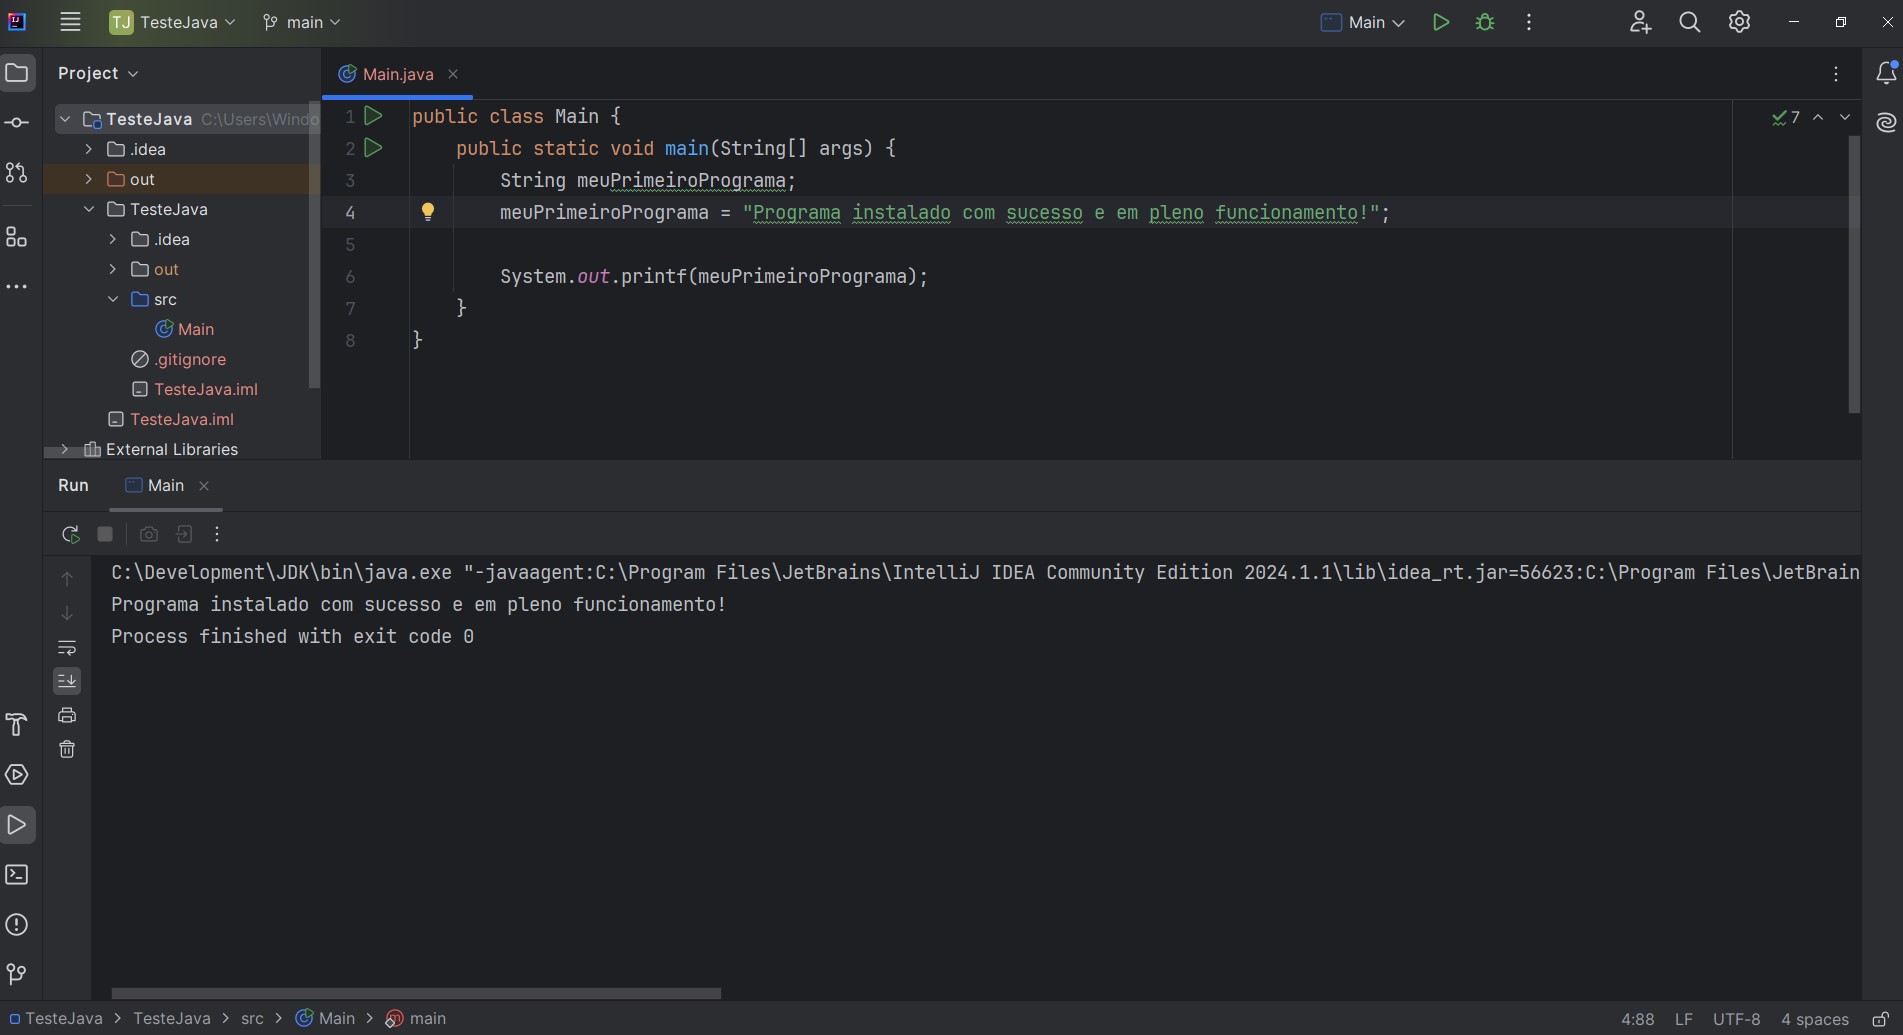 TJ TesteJava main Main
Project
Main.java
TesteJava C:\Users\Windo
.idea
out
TesteJava
.idea
out
src
Main
.gitignore
TesteJava.iml
TesteJava.iml
External Libraries
7
1 public class Main {
2 public static void main(String[] args) {
3 String meuPrimeiroPrograma;
4 meuPrimeiroPrograma = "Programa instalado com sucesso e em pleno funcionamento!";
5
6 System.out.printf(meuPrimeiroPrograma);
7 }
8 }
Run Main
C:\Development\JDK\bin\java.exe "-javaagent:C:\Program Files\JetBrains\IntelliJ IDEA Community Edition 2024.1.1\lib\idea_rt.jar=56623:C:\Program Files\JetBrain
Programa instalado com sucesso e em pleno funcionamento!
Process finished with exit code 0
TesteJava > TesteJava > src > Main > main 4:88 LF UTF-8 4 spaces